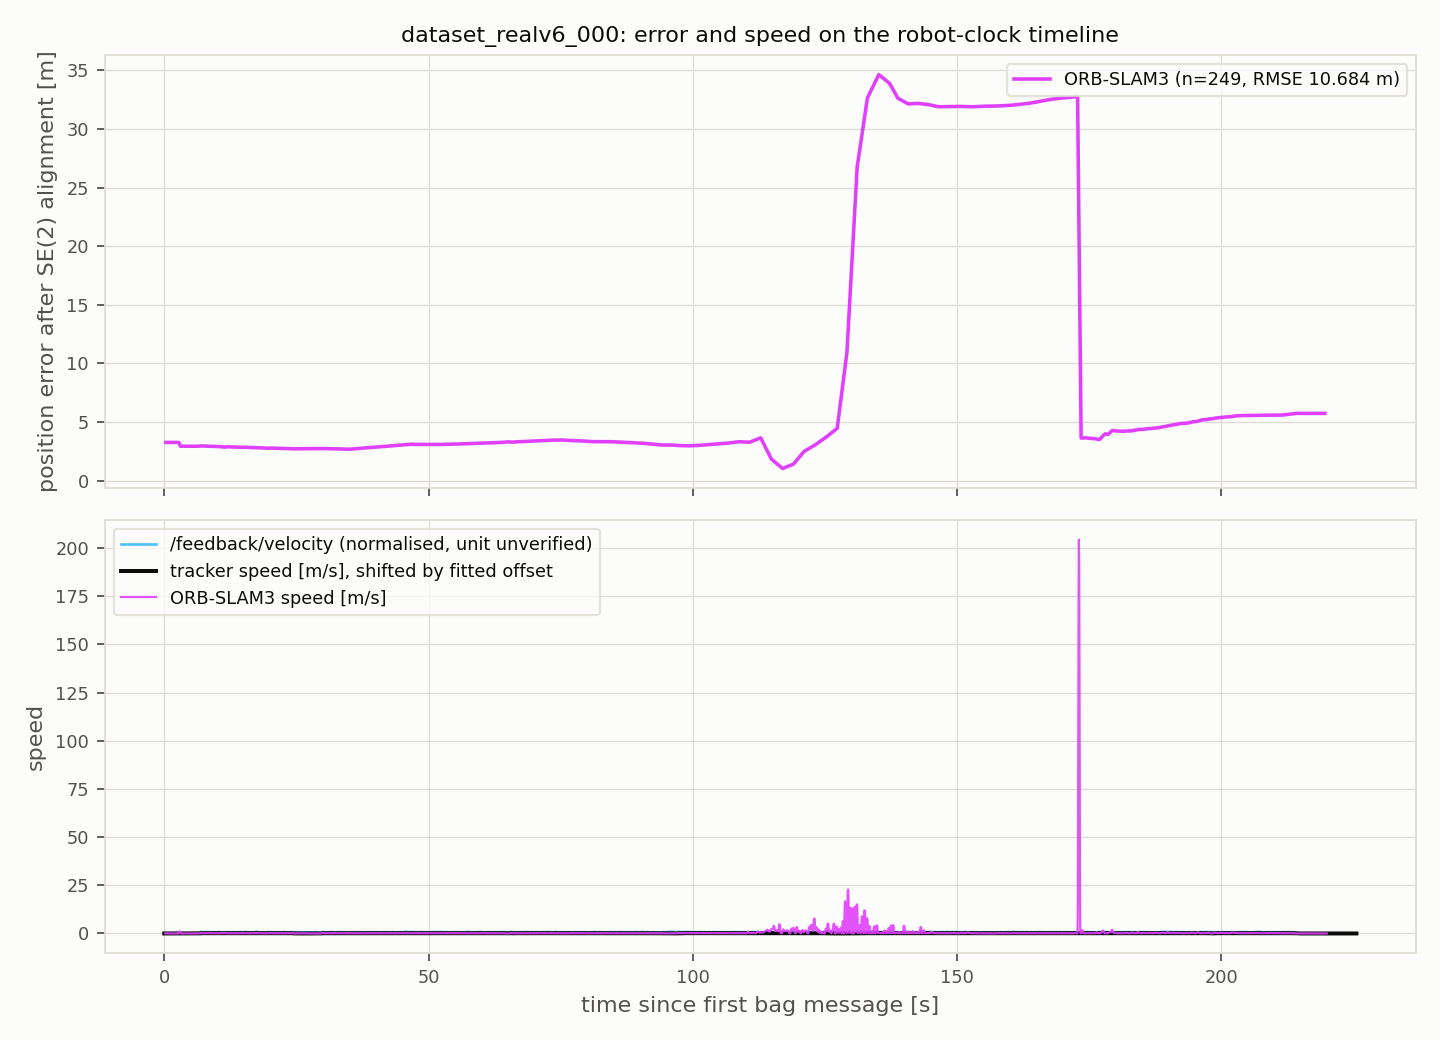 dataset_realv6_000: error and speed on the robot-clock timeline
position error after SE(2) alignment [m]
35
30
25
20
15
10
5
0
ORB-SLAM3 (n=249, RMSE 10.684 m)
speed
200
175
150
125
100
75
50
25
0
/feedback/velocity (normalised, unit unverified)
tracker speed [m/s], shifted by fitted offset
ORB-SLAM3 speed [m/s]
0 50 100 150 200
time since first bag message [s]